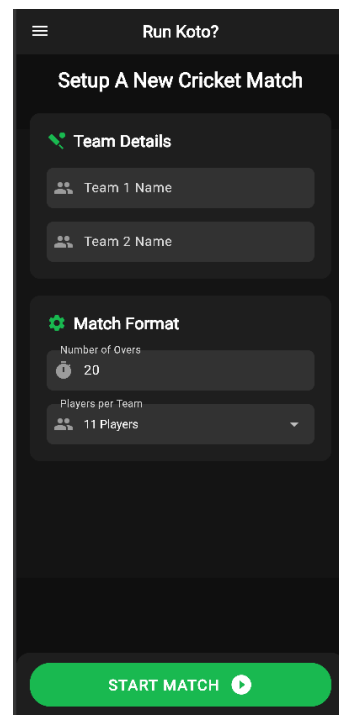 Run Koto?
Setup A New Cricket Match
Team Details
Team 1 Name
Team 2 Name
Match Format
Number of Overs
20
Players per Team
11 Players
START MATCH